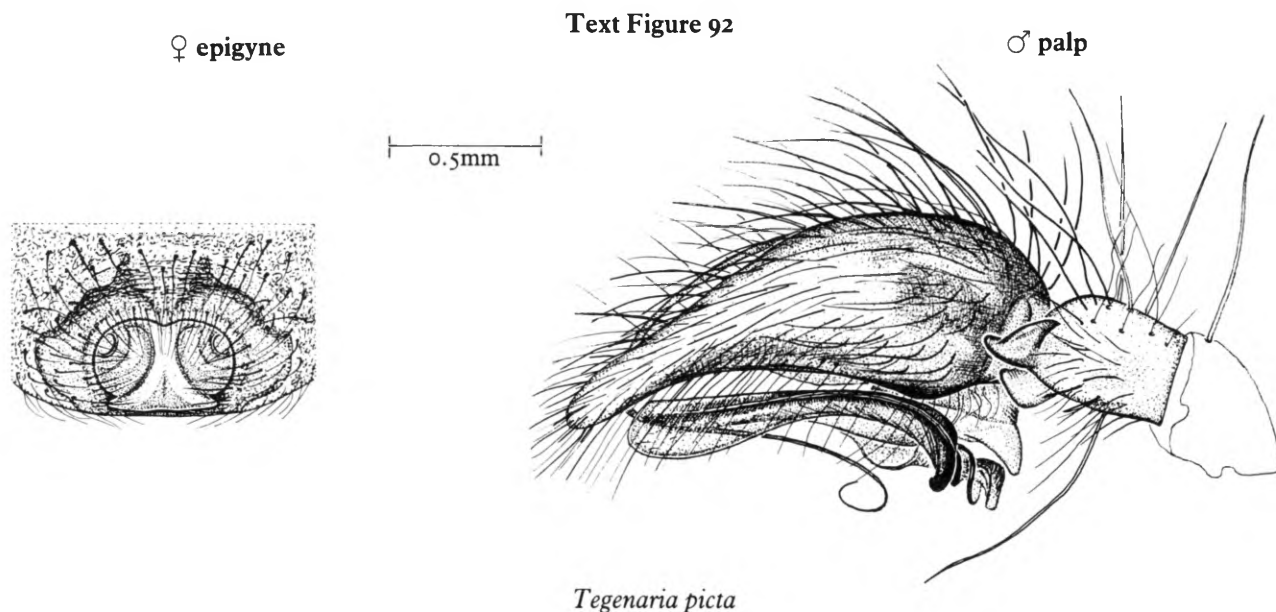 Text Figure 92
♀ epigyne
♂ palp
0.5mm
Tegenaria picta